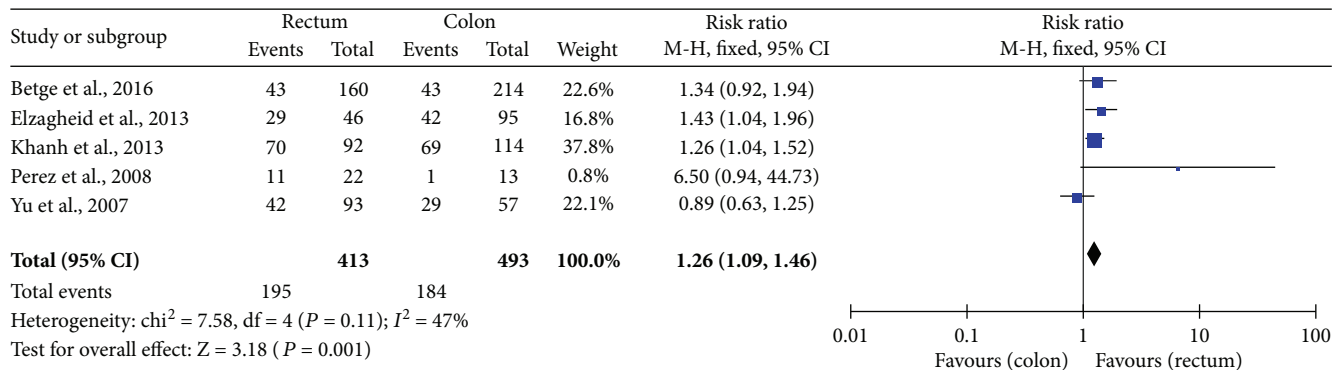 Study or subgroup Rectum Colon Weight Risk ratio Risk ratio
Events Total Events Total M-H, fixed, 95% CI M-H, fixed, 95% CI
Betge et al., 2016 43 160 43 214 22.6% 1.34 (0.92, 1.94)
Elzagheid et al., 2013 29 46 42 95 16.8% 1.43 (1.04, 1.96)
Khanh et al., 2013 70 92 69 114 37.8% 1.26 (1.04, 1.52)
Perez et al., 2008 11 22 1 13 0.8% 6.50 (0.94, 44.73)
Yu et al., 2007 42 93 29 57 22.1% 0.89 (0.63, 1.25)
Total (95% CI) 413 493 100.0% 1.26 (1.09, 1.46)
Total events 195 184
Heterogeneity: chi² = 7.58, df = 4 (P = 0.11); I² = 47%
Test for overall effect: Z = 3.18 ( P = 0.001)
0.01 0.1 1 10 100
Favours (colon) Favours (rectum)